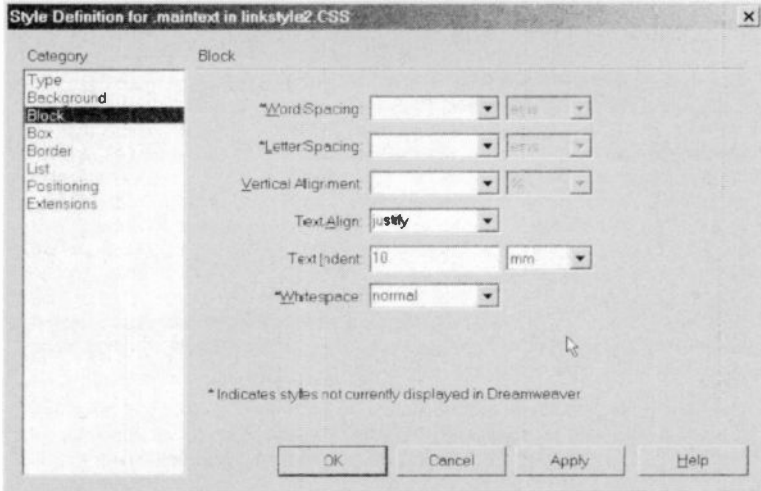 Style Definition for .maintext in linkstyle2.CSS
Category
Block
Type
Background
Block
Box
Border
List
Positioning
Extensions
*Word Spacing:
*Letter Spacing:
Vertical Alignment:
%
Text Align: justify
Text Indent: 10 mm
*Whitespace: normal
* Indicates styles not currently displayed in Dreamweaver
OK Cancel Apply Help